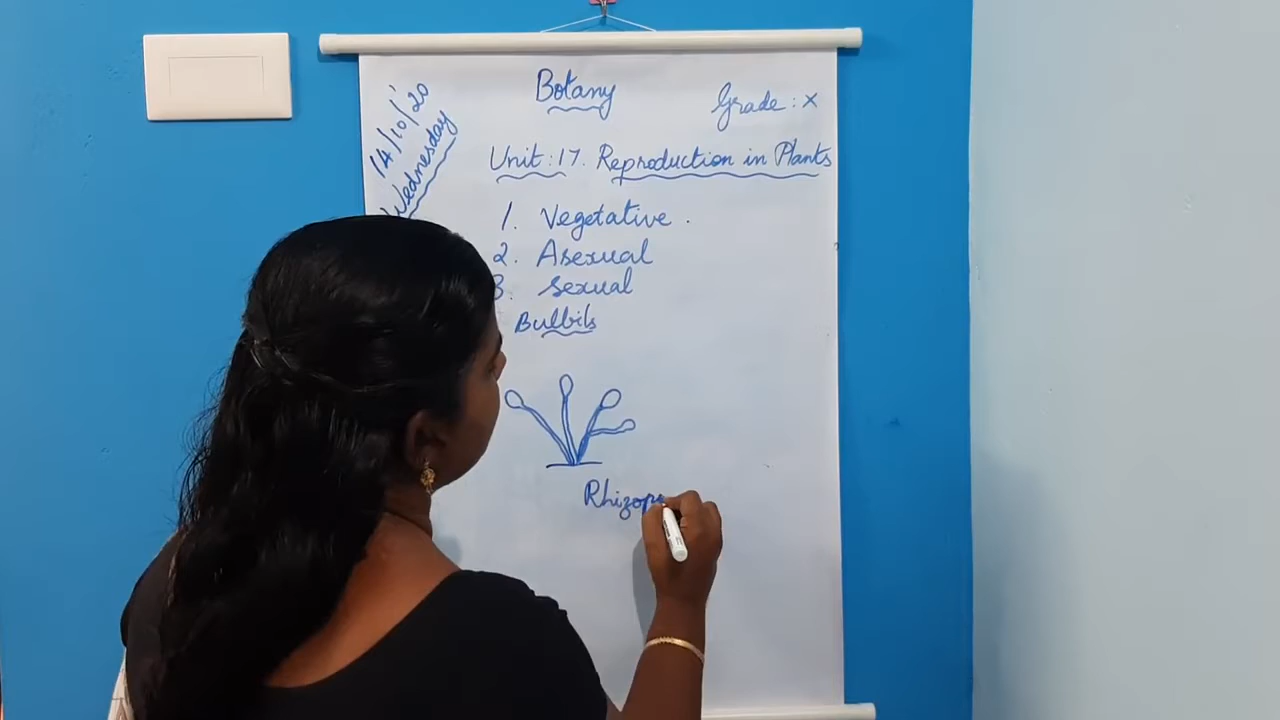 Botany
Grade : X
14/10/'20
Wednesday
Unit : 17. Reproduction in Plants
1. Vegetative .
2. Asexual
3. Sexual
Bulbils
Rhizop